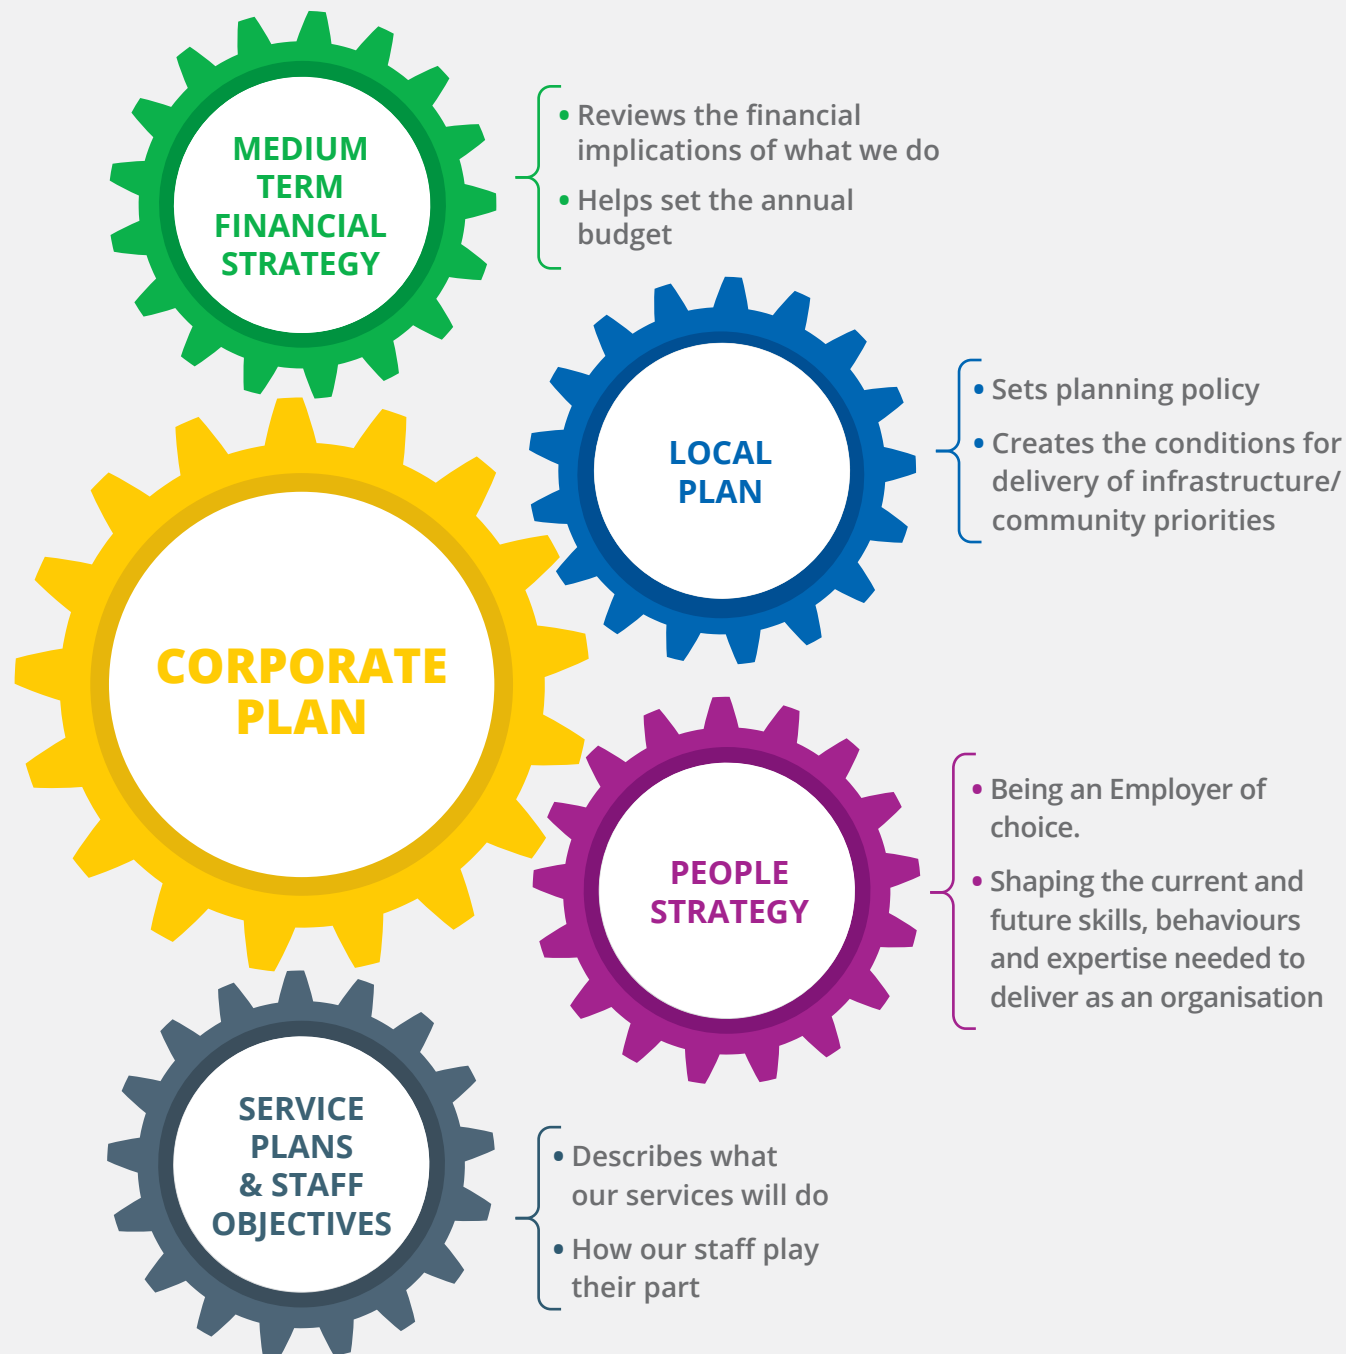 MEDIUM
TERM
FINANCIAL
STRATEGY
• Reviews the financial
implications of what we do
• Helps set the annual
budget
LOCAL
PLAN
• Sets planning policy
• Creates the conditions for
delivery of infrastructure/
community priorities
CORPORATE
PLAN
PEOPLE
STRATEGY
• Being an Employer of
choice.
• Shaping the current and
future skills, behaviours
and expertise needed to
deliver as an organisation
SERVICE
PLANS
& STAFF
OBJECTIVES
• Describes what
our services will do
• How our staff play
their part